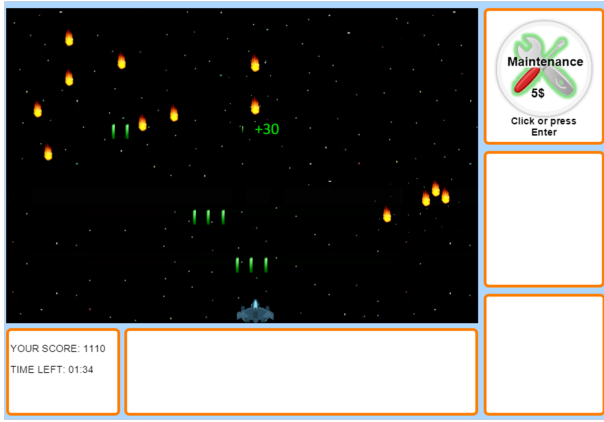 Maintenance
5$
Click or press
Enter
+30
YOUR SCORE: 1110
TIME LEFT: 01:34